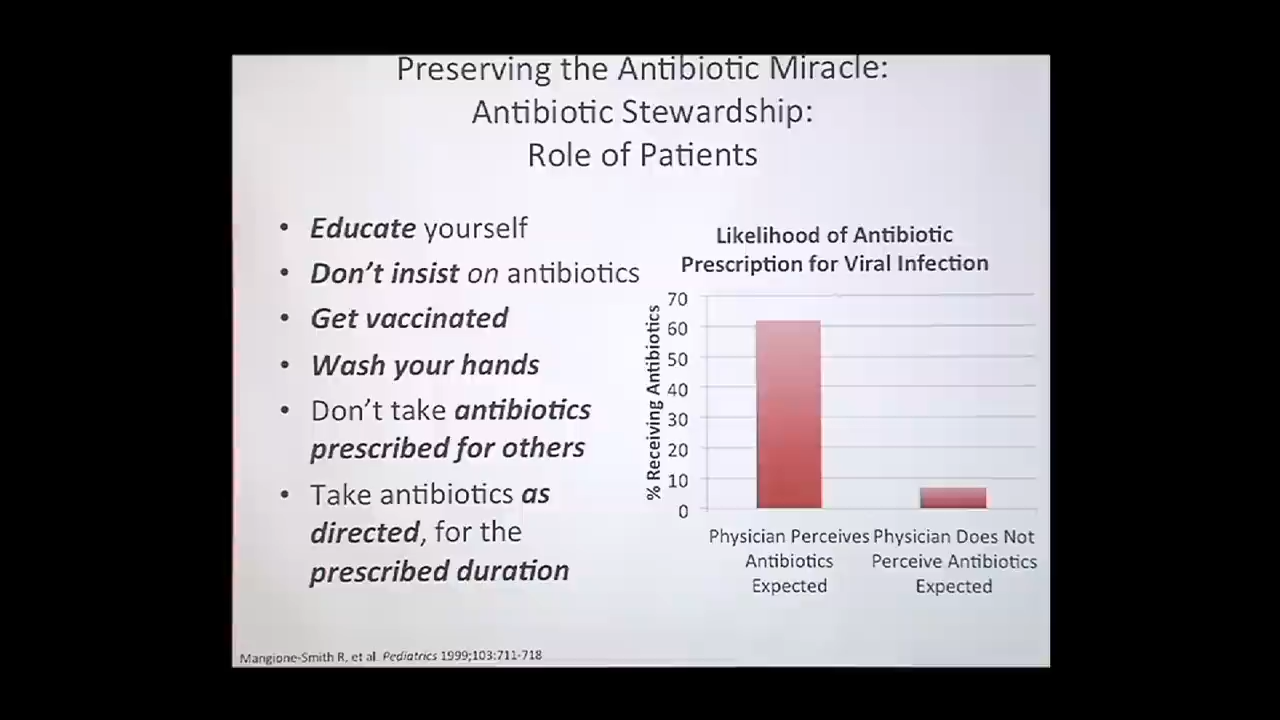 Preserving the Antibiotic Miracle:
Antibiotic Stewardship:
Role of Patients
• Educate yourself
• Don't insist on antibiotics
• Get vaccinated
• Wash your hands
• Don't take antibiotics
prescribed for others
• Take antibiotics as
directed, for the
prescribed duration
Likelihood of Antibiotic
Prescription for Viral Infection
% Receiving Antibiotics
70
60
50
40
30
20
10
0
Physician Perceives
Antibiotics
Expected
Physician Does Not
Perceive Antibiotics
Expected
Mangione-Smith R, et al. Pediatrics 1999;103:711-718